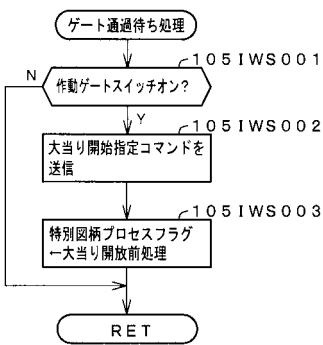 ゲート通過待ち処理
105IWS001
N
作動ゲートスイッチオン?
Y
105IWS002
大当り開始指定コマンドを
送信
105IWS003
特別図柄プロセスフラグ
←大当り開放前処理
RET